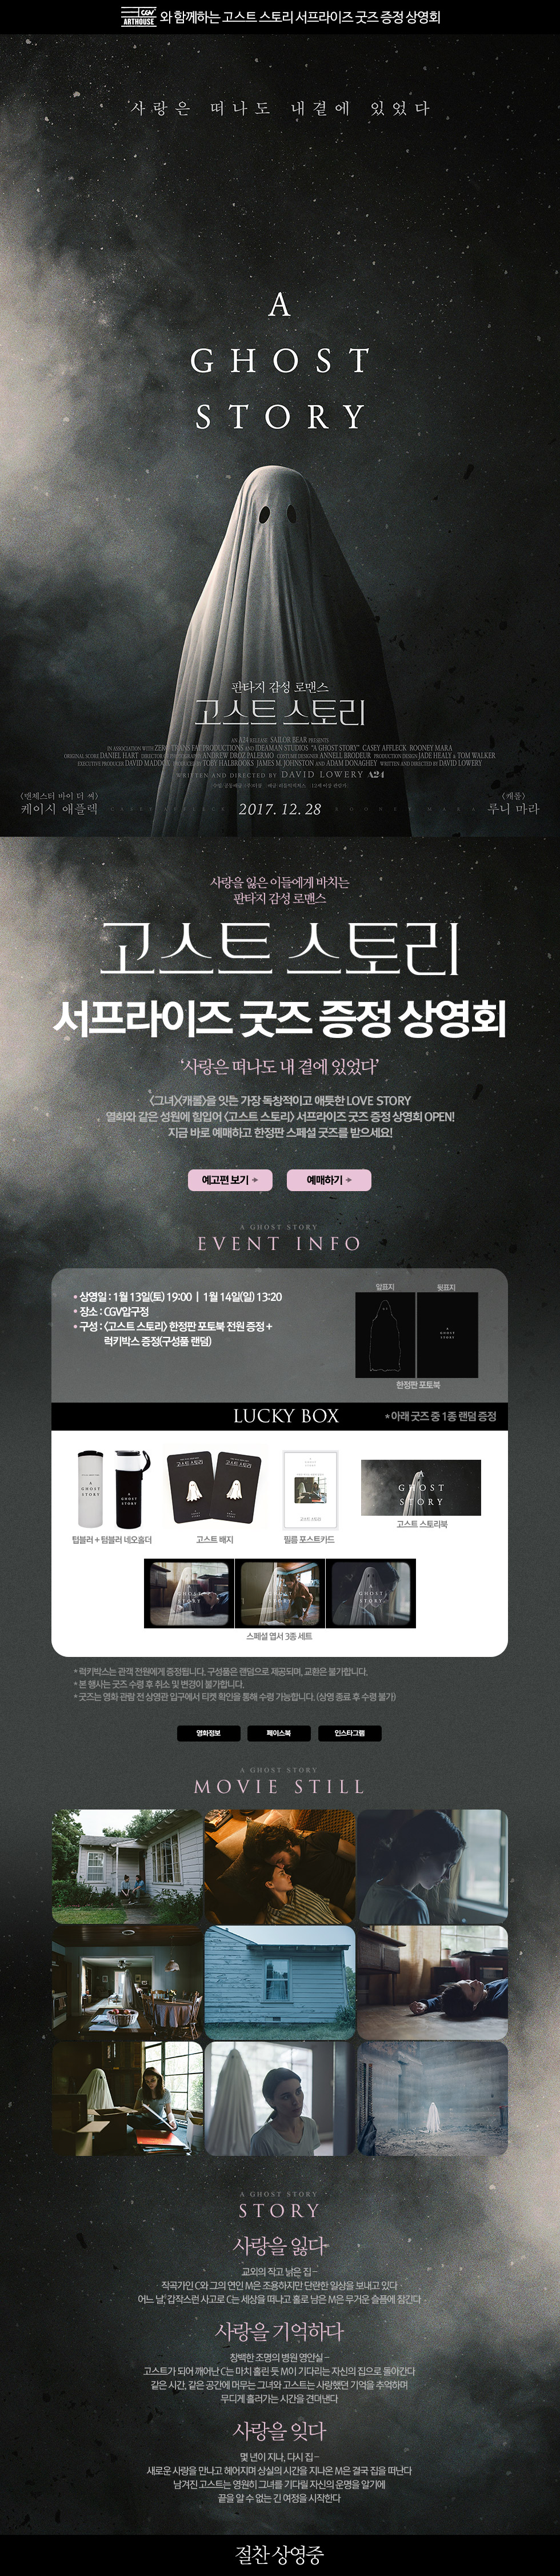 CGV ARTHOUSE 와 함께하는 고스트 스토리 서프라이즈 굿즈 증정 상영회
사랑은 떠나도 내곁에 있었다
A
GHOST
STORY
판타지 감성 로맨스
고스트 스토리
AN A24 RELEASE SAILOR BEAR PRESENTS
IN ASSOCIATION WITH ZERO TRANS FAT PRODUCTIONS AND IDEAMAN STUDIOS "A GHOST STORY" CASEY AFFLECK ROONEY MARA
ORIGINAL SCORE DANIEL HART DIRECTOR OF PHOTOGRAPHY ANDREW DROZ PALERMO COSTUME DESIGNER ANNELL BRODEUR PRODUCTION DESIGN JADE HEALY & TOM WALKER
EXECUTIVE PRODUCER DAVID MADDOX PRODUCED BY TOBY HALBROOKS JAMES M. JOHNSTON AND ADAM DONAGHEY WRITTEN AND DIRECTED BY DAVID LOWERY
WRITTEN AND DIRECTED BY DAVID LOWERY A24
〈맨체스터 바이 더 씨〉
케이시 애플렉
2017. 12. 28
〈캐롤〉
루니 마라
사랑을 잃은 이들에게 바치는
판타지 감성 로맨스
고스트 스토리
서프라이즈 굿즈 증정 상영회
'사랑은 떠나도 내 곁에 있었다'
〈그녀〉〈캐롤〉을 잇는 가장 독창적이고 애틋한 LOVE STORY
열화와 같은 성원에 힘입어 〈고스트 스토리〉 서프라이즈 굿즈 증정 상영회 OPEN!
지금 바로 예매하고 한정판 스페셜 굿즈를 받으세요!
예고편 보기
예매하기
A GHOST STORY
EVENT INFO
상영일 : 1월 13일(토) 19:00 | 1월 14일(일) 13:20
장소 : CGV압구정
구성 : 〈고스트 스토리〉 한정판 포토북 전원 증정 +
럭키박스 증정(구성품 랜덤)
앞표지
뒷표지
A
GHOST
STORY
한정판 포토북
LUCKY BOX
*아래 굿즈 중 1종 랜덤 증정
A
GHOST
STORY
A
GHOST
STORY
고스트 스토리
고스트 스토리
A
GHOST
STORY
텀블러 + 텀블러 네오홀더
고스트 배지
필름 포스트카드
고스트 스토리북
A
GHOST
STORY
A
GHOST
STORY
A
GHOST
STORY
스페셜 엽서 3종 세트
* 럭키박스는 관객 전원에게 증정됩니다. 구성품은 랜덤으로 제공되며, 교환은 불가합니다.
* 본 행사는 굿즈 수령 후 취소 및 변경이 불가합니다.
* 굿즈는 영화 관람 전 상영관 입구에서 티켓 확인을 통해 수령 가능합니다. (상영 종료 후 수령 불가)
영화정보
페이스북
인스타그램
A GHOST STORY
MOVIE STILL
A GHOST STORY
STORY
사랑을 잃다
교외의 작고 낡은 집 –
작곡가인 C와 그의 연인 M은 조용하지만 단란한 일상을 보내고 있다
어느 날, 갑작스런 사고로 C는 세상을 떠나고 홀로 남은 M은 무거운 슬픔에 잠긴다
사랑을 기억하다
창백한 조명의 병원 영안실 –
고스트가 되어 깨어난 C는 마치 홀린 듯 M이 기다리는 자신의 집으로 돌아간다
같은 시간, 같은 공간에 머무는 그녀와 고스트는 사랑했던 기억을 추억하며
무디게 흘러가는 시간을 견뎌낸다
사랑을 잊다
몇 년이 지나, 다시 집 –
새로운 사람을 만나고 헤어지며 상실의 시간을 지나온 M은 결국 집을 떠난다
남겨진 고스트는 영원히 그녀를 기다릴 자신의 운명을 알기에
끝을 알 수 없는 긴 여정을 시작한다
절찬 상영중